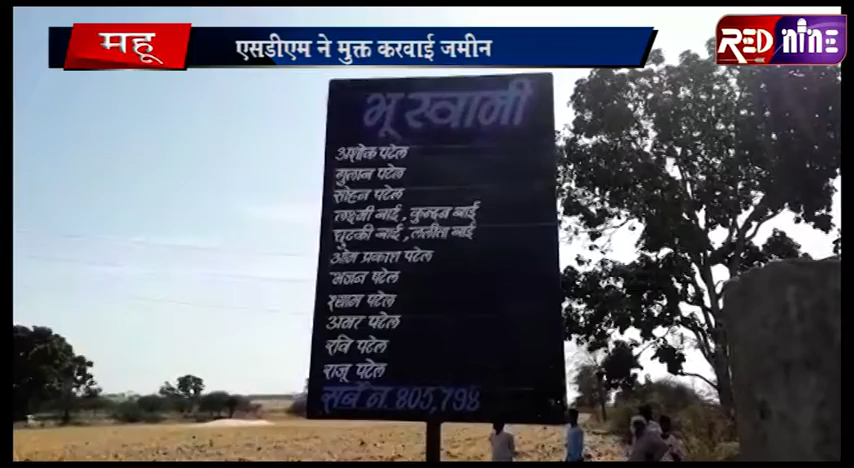 महू
एसडीएम ने मुक्त करवाई जमीन
RED nInE
भू स्वामी
अशोक पटेल
गुलान पटेल
सोहन पटेल
लक्ष्मी बाई , कुन्दन बाई
घुटकी बाई , ललीता बाई
ओम प्रकाश पटेल
भजन पटेल
श्याम पटेल
अमर पटेल
रवि पटेल
राजू पटेल
सर्वे नं 805,798